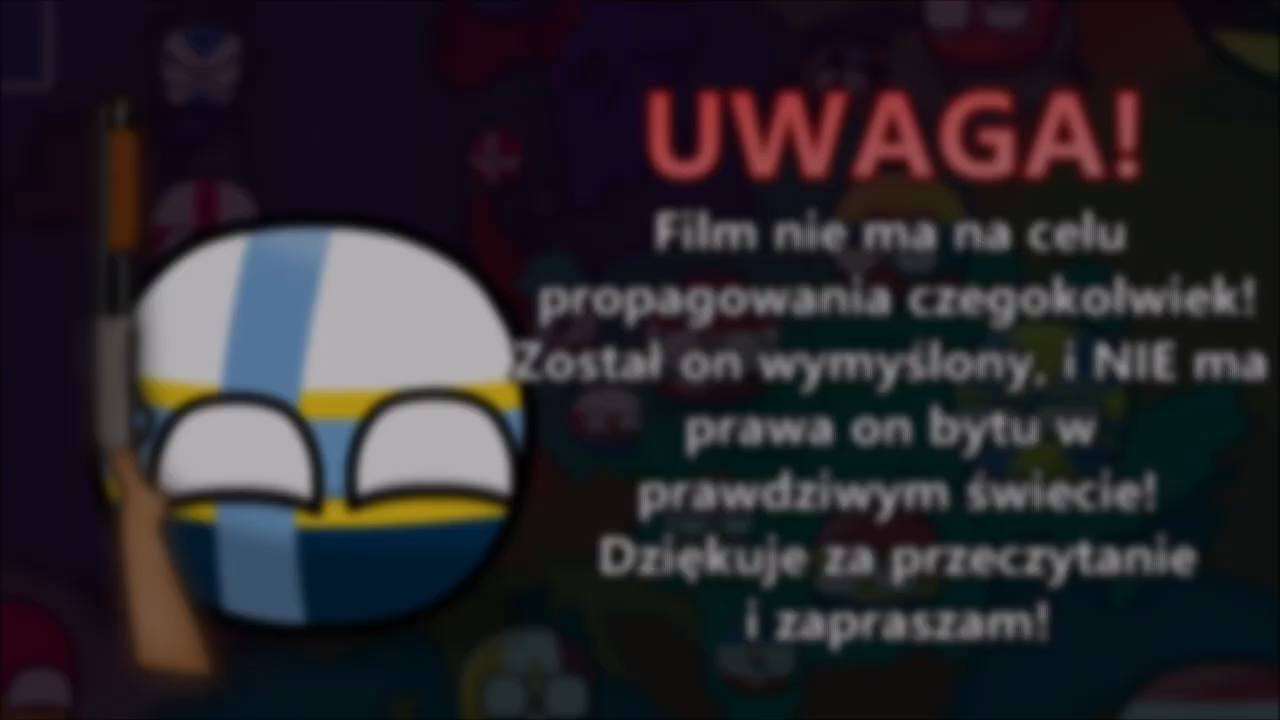 UWAGA!
Film nie ma na celu
propagowania czegokolwiek!
Został on wymyślony, i NIE ma
prawa on bytu w
prawdziwym świecie!
Dziękuje za przeczytanie
i zapraszam!